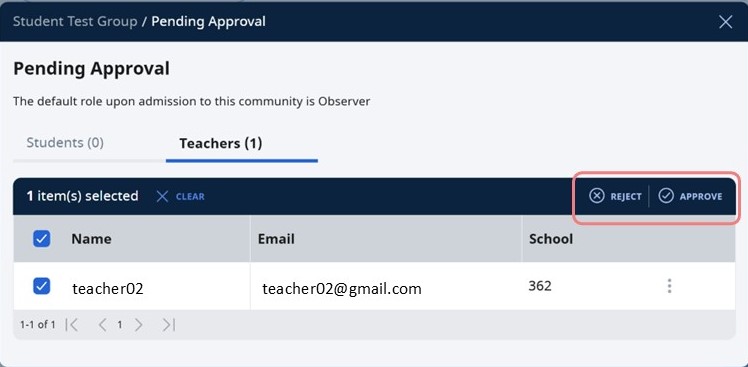 Student Test Group / Pending Approval
Pending Approval
The default role upon admission to this community is Observer
Students (0) Teachers (1)
1 item(s) selected CLEAR REJECT APPROVE
Name Email School
teacher02 teacher02@gmail.com 362
1-1 of 1 1